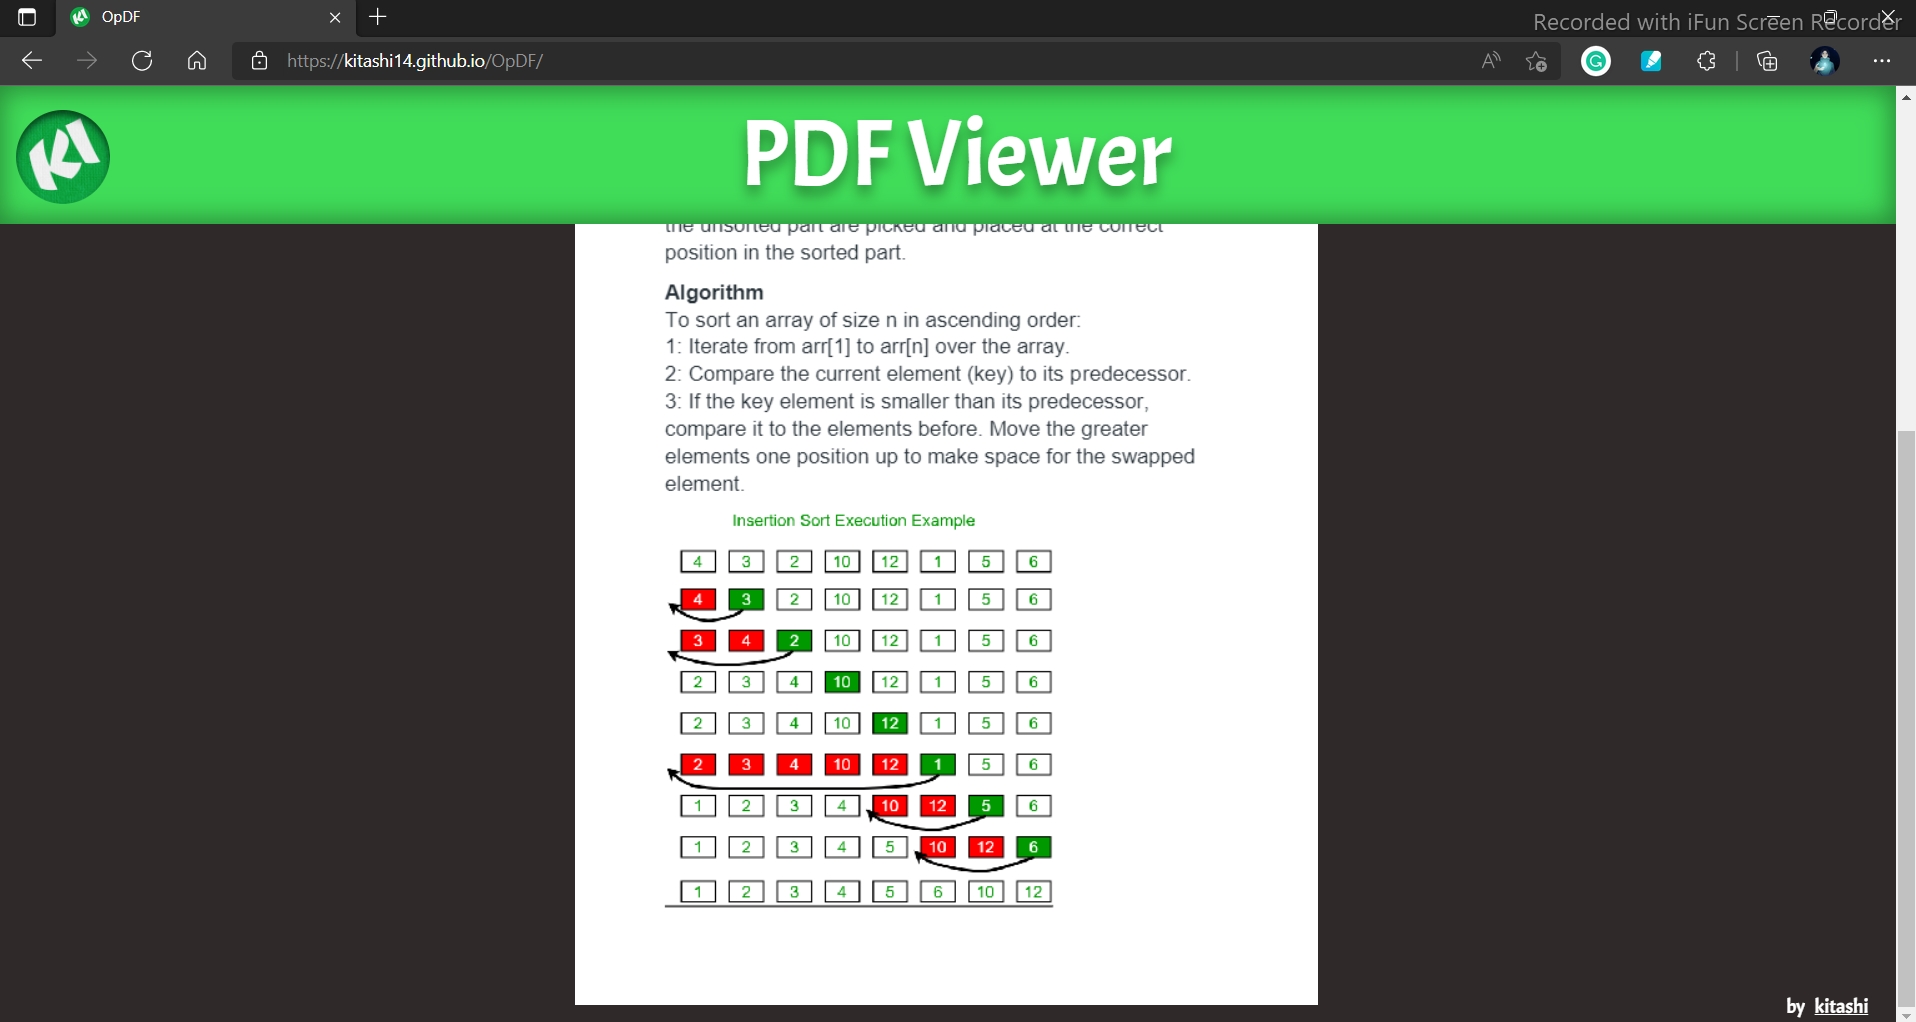 OpDF
Recorded with iFun Screen Recorder
https://kitashi14.github.io/OpDF/
PDF Viewer
the unsorted part are picked and placed at the correct
position in the sorted part.
Algorithm
To sort an array of size n in ascending order:
1: Iterate from arr[1] to arr[n] over the array.
2: Compare the current element (key) to its predecessor.
3: If the key element is smaller than its predecessor,
compare it to the elements before. Move the greater
elements one position up to make space for the swapped
element.
Insertion Sort Execution Example
4 3 2 10 12 1 5 6
4 3 2 10 12 1 5 6
3 4 2 10 12 1 5 6
2 3 4 10 12 1 5 6
2 3 4 10 12 1 5 6
2 3 4 10 12 1 5 6
1 2 3 4 10 12 5 6
1 2 3 4 5 10 12 6
1 2 3 4 5 6 10 12
by kitashi